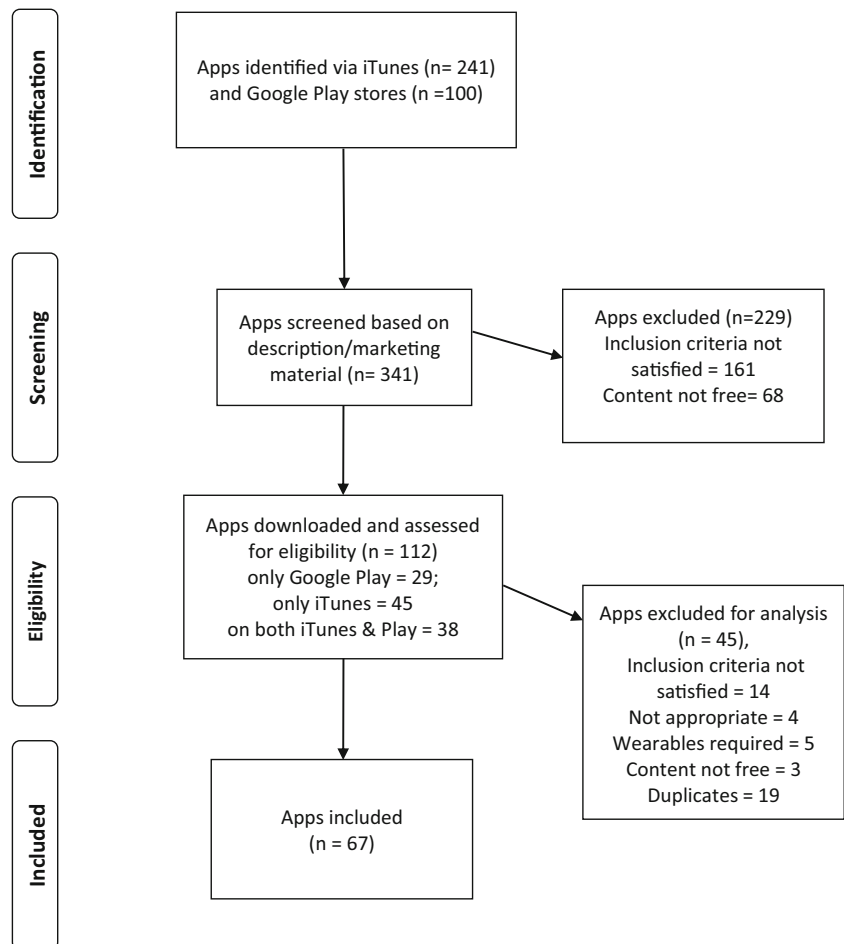 Identification
Apps identified via iTunes (n= 241)
and Google Play stores (n =100)
Screening
Apps screened based on
description/marketing
material (n= 341)
Apps excluded (n=229)
Inclusion criteria not
satisfied = 161
Content not free= 68
Eligibility
Apps downloaded and assessed
for eligibility (n = 112)
only Google Play = 29;
only iTunes = 45
on both iTunes & Play = 38
Apps excluded for analysis
(n = 45),
Inclusion criteria not
satisfied = 14
Not appropriate = 4
Wearables required = 5
Content not free = 3
Duplicates = 19
Included
Apps included
(n = 67)